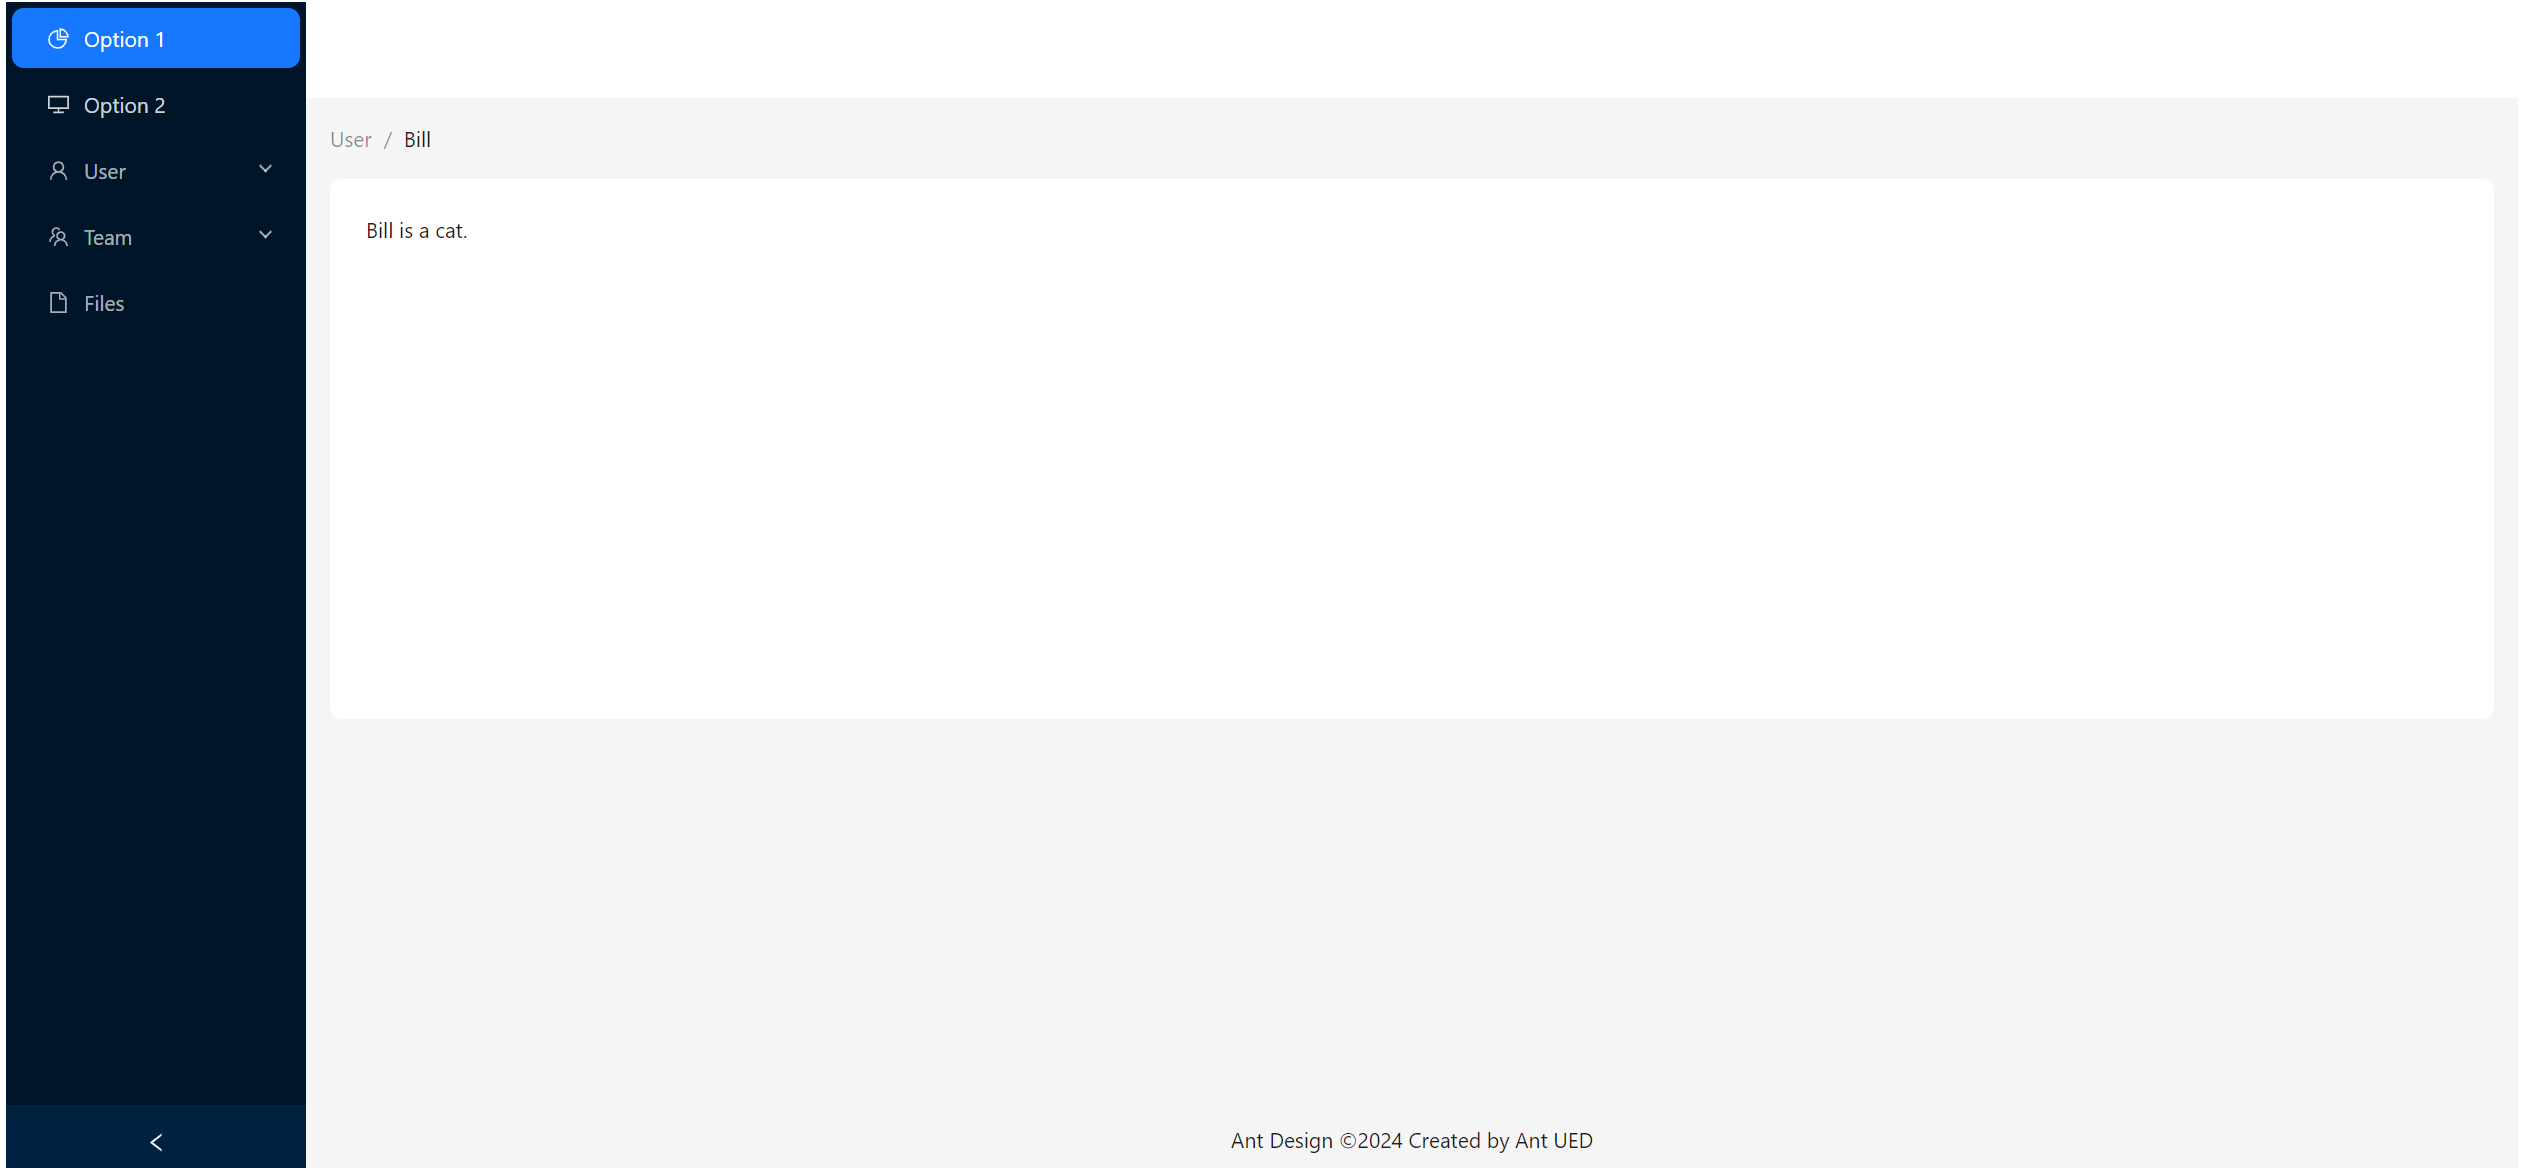 Option 1
Option 2
User
Team
Files
User / Bill
Bill is a cat.
Ant Design ©2024 Created by Ant UED